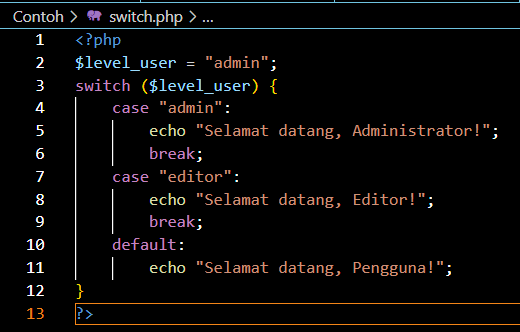 Contoh > switch.php > ...
1 <?php
2 $level_user = "admin";
3 switch ($level_user) {
4     case "admin":
5         echo "Selamat datang, Administrator!";
6         break;
7     case "editor":
8         echo "Selamat datang, Editor!";
9         break;
10     default:
11         echo "Selamat datang, Pengguna!";
12 }
13 ?>